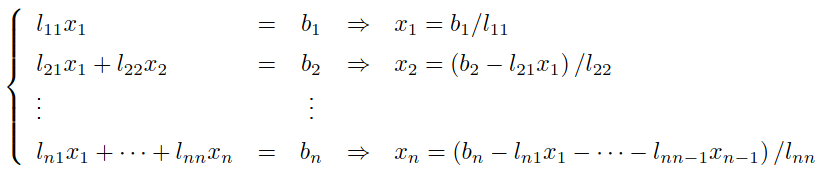 l₁₁x₁ = b₁ ⇒ x₁ = b₁/l₁₁
l₂₁x₁ + l₂₂x₂ = b₂ ⇒ x₂ = (b₂ − l₂₁x₁) /l₂₂
⋮ ⋮
lₙ₁x₁ + ⋯ + lₙₙxₙ = bₙ ⇒ xₙ = (bₙ − lₙ₁x₁ − ⋯ − lₙₙ₋₁xₙ₋₁) /lₙₙ